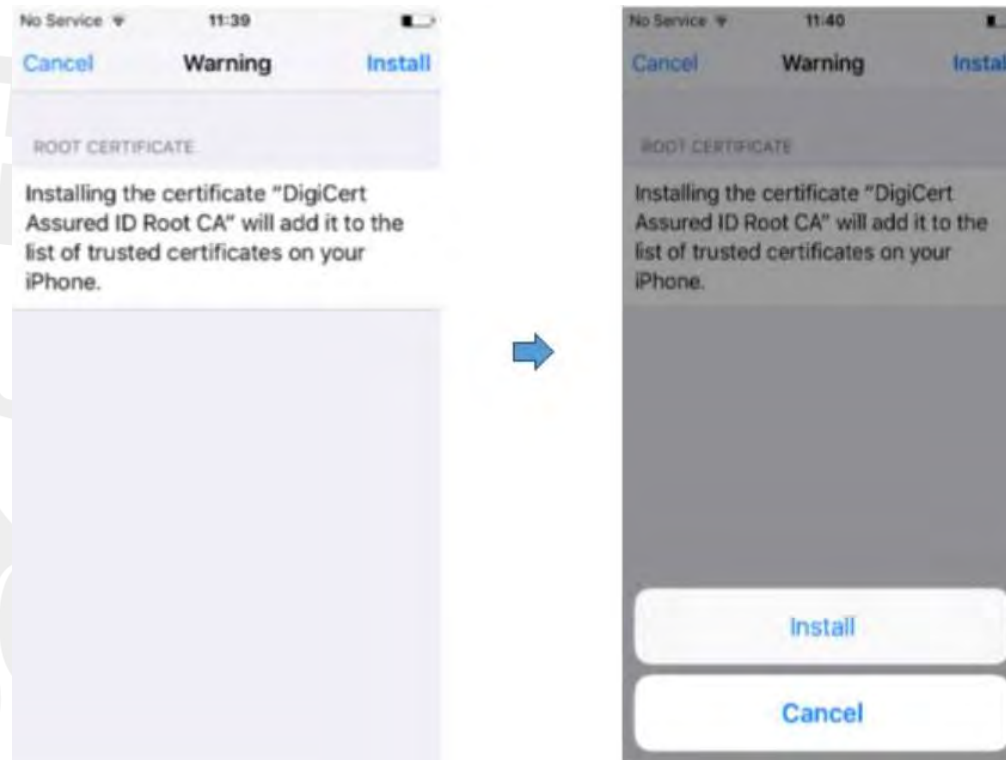 No Service 11:39
Cancel Warning Install
ROOT CERTIFICATE
Installing the certificate "DigiCert
Assured ID Root CA" will add it to the
list of trusted certificates on your
iPhone.
No Service 11:40
Cancel Warning Instal
ROOT CERTIFICATE
Installing the certificate "DigiCert
Assured ID Root CA" will add it to the
list of trusted certificates on your
iPhone.
Install
Cancel